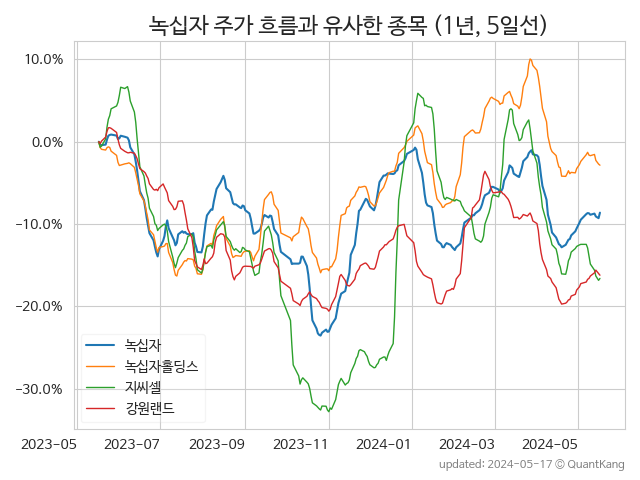 녹십자 주가 흐름과 유사한 종목 (1년, 5일선)
10.0%
0.0%
−10.0%
−20.0%
−30.0%
녹십자
녹십자홀딩스
지씨셀
강원랜드
2023-05 2023-07 2023-09 2023-11 2024-01 2024-03 2024-05
updated: 2024-05-17 © QuantKang